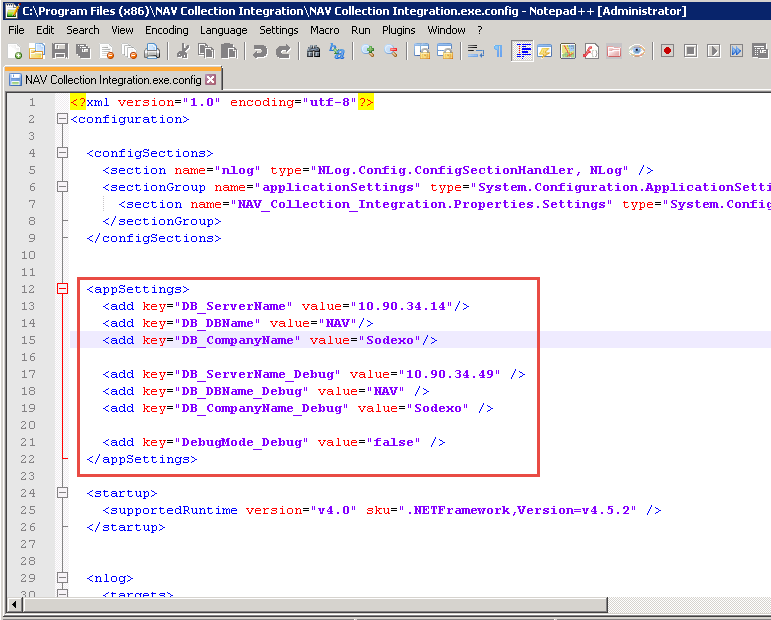 C:\Program Files (x86)\NAV Collection Integration\NAV Collection Integration.exe.config - Notepad++ [Administrator]
File Edit Search View Encoding Language Settings Macro Run Plugins Window ?
NAV Collection Integration.exe.config
1 <?xml version="1.0" encoding="utf-8"?>
2 <configuration>
3
4 <configSections>
5 <section name="nlog" type="NLog.Config.ConfigSectionHandler, NLog" />
6 <sectionGroup name="applicationSettings" type="System.Configuration.ApplicationSetti
7 <section name="NAV_Collection_Integration.Properties.Settings" type="System.Config
8 </sectionGroup>
9 </configSections>
10
11
12 <appSettings>
13 <add key="DB_ServerName" value="10.90.34.14"/>
14 <add key="DB_DBName" value="NAV"/>
15 <add key="DB_CompanyName" value="Sodexo"/>
16
17 <add key="DB_ServerName_Debug" value="10.90.34.49" />
18 <add key="DB_DBName_Debug" value="NAV" />
19 <add key="DB_CompanyName_Debug" value="Sodexo" />
20
21 <add key="DebugMode_Debug" value="false" />
22 </appSettings>
23
24 <startup>
25 <supportedRuntime version="v4.0" sku=".NETFramework,Version=v4.5.2" />
26 </startup>
27
28
29 <nlog>
30 <targets>